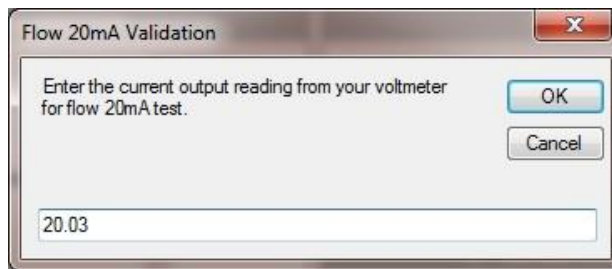 Flow 20mA Validation
Enter the current output reading from your voltmeter
for flow 20mA test.
OK
Cancel
20.03